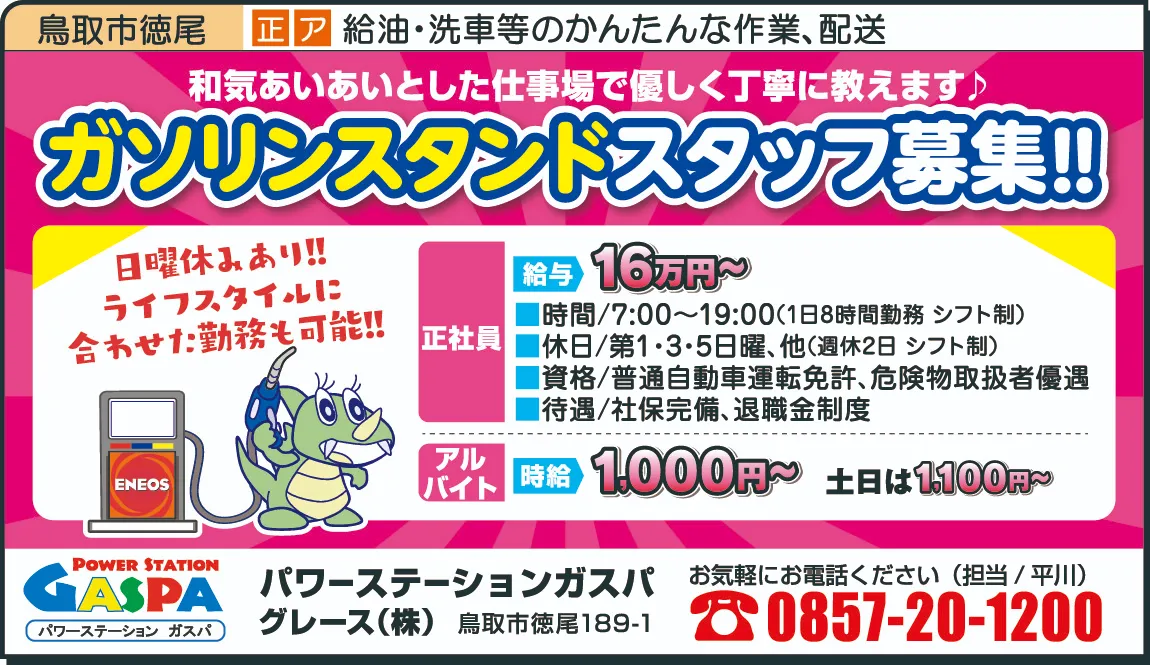 鳥取市徳尾 正 ア 給油・洗車等のかんたんな作業、配送
和気あいあいとした仕事場で優しく丁寧に教えます♪
ガソリンスタンドスタッフ募集!!
日曜休みあり!!
ライフスタイルに
合わせた勤務も可能!!
ENEOS
正社員
給与 16万円〜
■時間/7:00〜19:00(1日8時間勤務 シフト制)
■休日/第1・3・5日曜、他(週休2日 シフト制)
■資格/普通自動車運転免許、危険物取扱者優遇
■待遇/社保完備、退職金制度
アル
バイト
時給 1,000円〜 土日は1,100円〜
POWER STATION
GASPA
パワーステーション ガスパ
パワーステーションガスパ
グレース(株) 鳥取市徳尾189-1
お気軽にお電話ください(担当/平川)
☎0857-20-1200